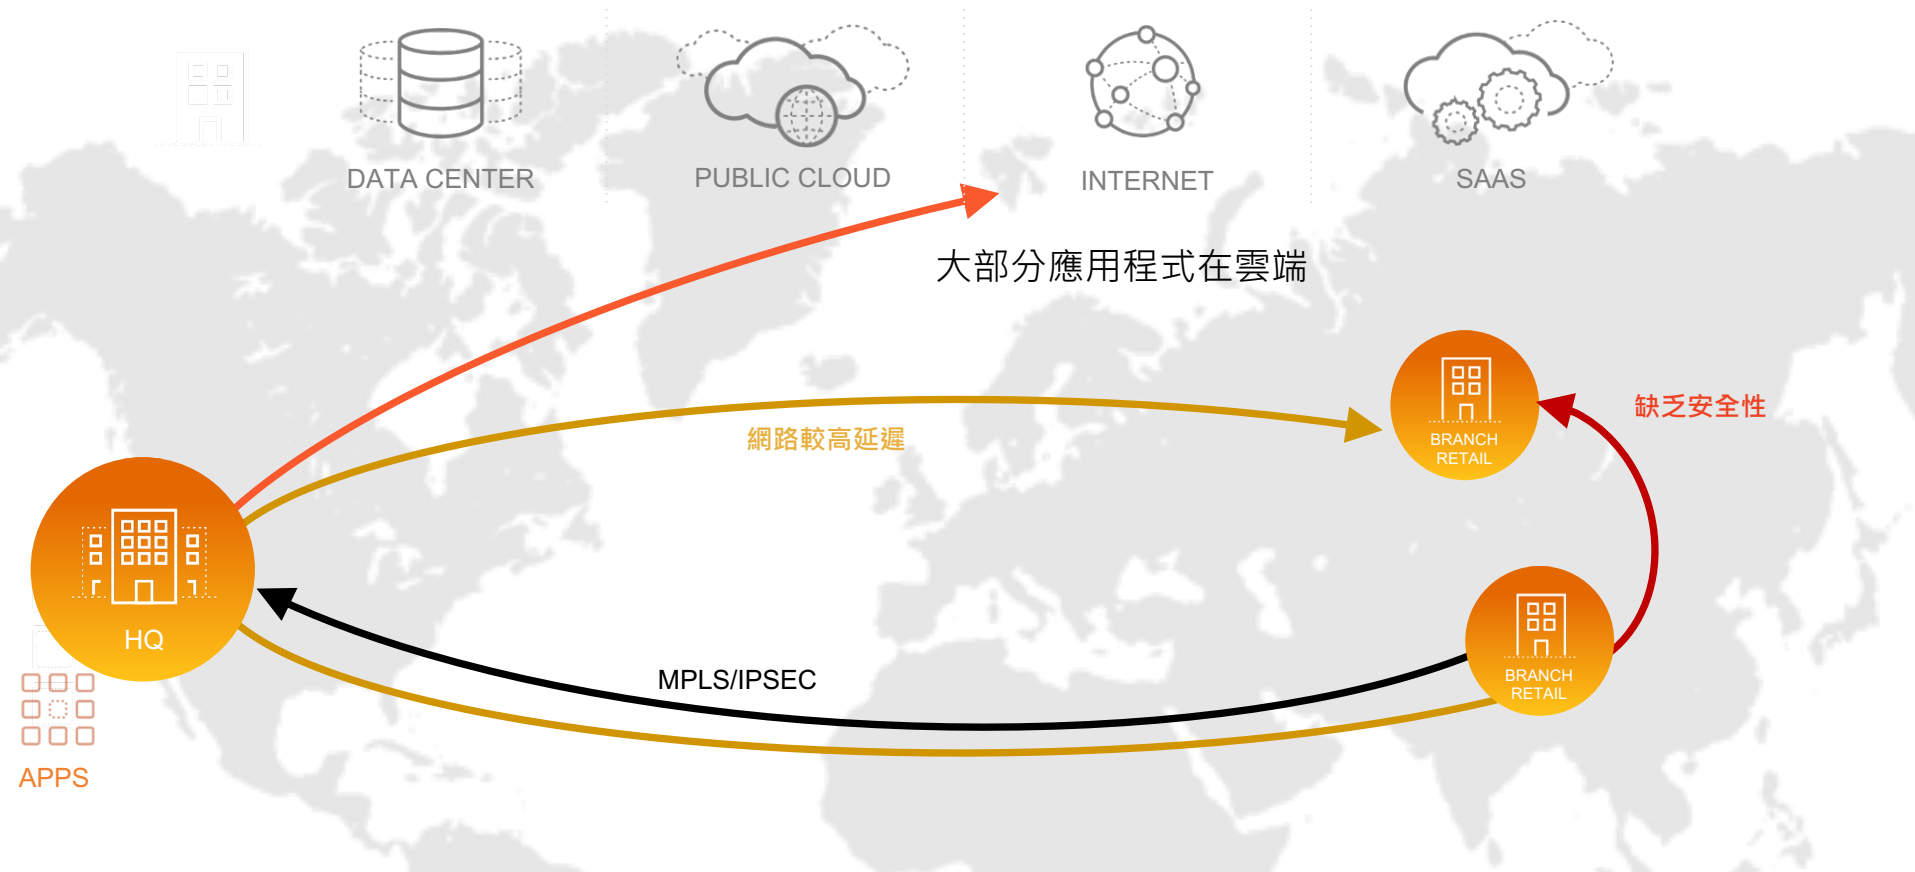 DATA CENTER
PUBLIC CLOUD
INTERNET
SAAS
大部分應用程式在雲端
網路較高延遲
缺乏安全性
BRANCH
RETAIL
HQ
MPLS/IPSEC
BRANCH
RETAIL
APPS